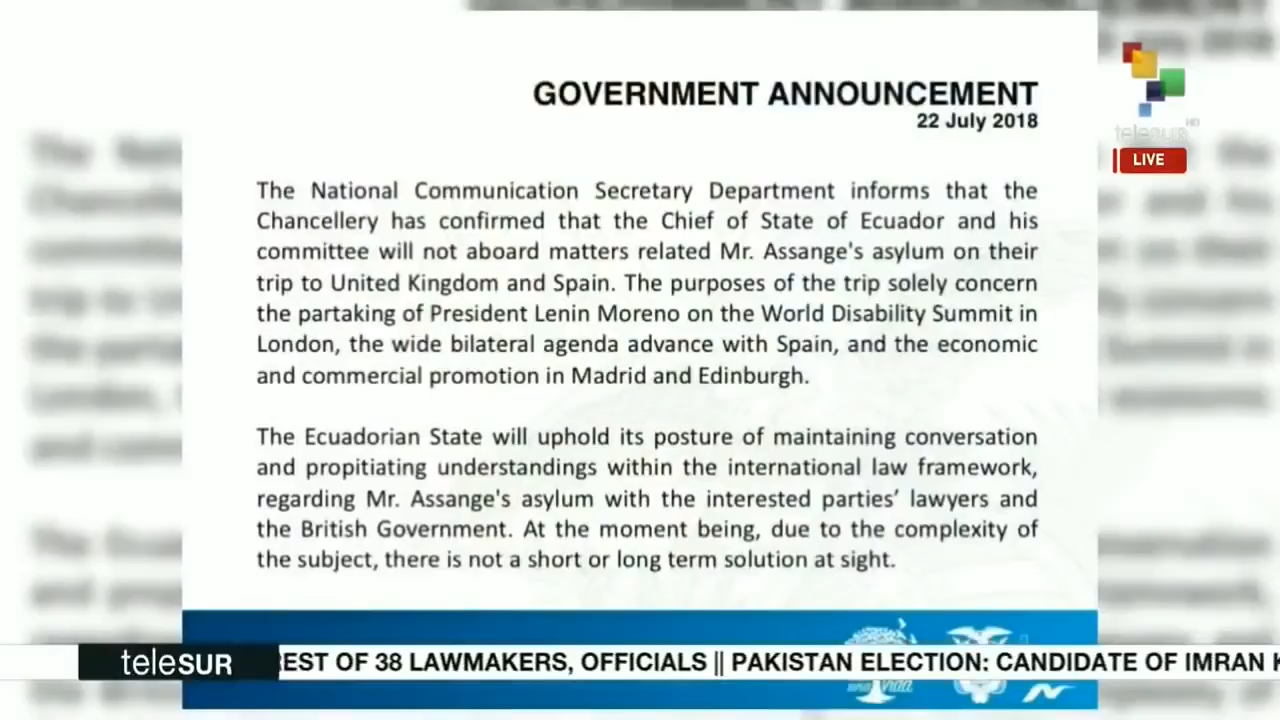 GOVERNMENT ANNOUNCEMENT
22 July 2018
The National Communication Secretary Department informs that the
Chancellery has confirmed that the Chief of State of Ecuador and his
committee will not aboard matters related Mr. Assange's asylum on their
trip to United Kingdom and Spain. The purposes of the trip solely concern
the partaking of President Lenin Moreno on the World Disability Summit in
London, the wide bilateral agenda advance with Spain, and the economic
and commercial promotion in Madrid and Edinburgh.
The Ecuadorian State will uphold its posture of maintaining conversation
and propitiating understandings within the international law framework,
regarding Mr. Assange's asylum with the interested parties’ lawyers and
the British Government. At the moment being, due to the complexity of
the subject, there is not a short or long term solution at sight.
teleSUR HD
LIVE
teleSUR
EST OF 38 LAWMAKERS, OFFICIALS || PAKISTAN ELECTION: CANDIDATE OF IMRAN K